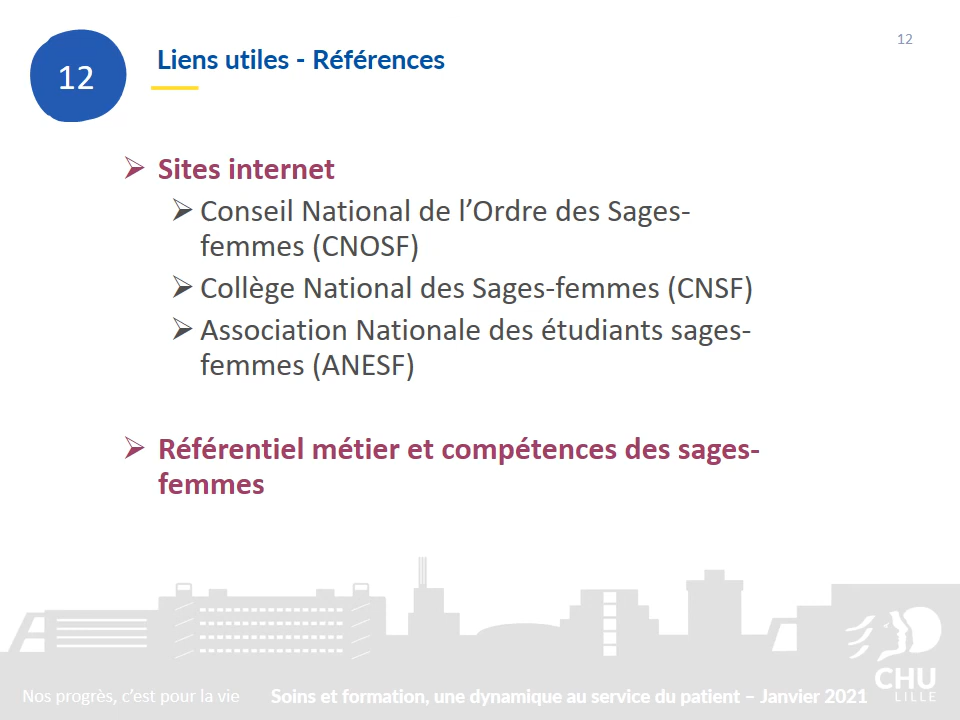 12
Liens utiles - Références
12
Sites internet
Conseil National de l’Ordre des Sages-
femmes (CNOSF)
Collège National des Sages-femmes (CNSF)
Association Nationale des étudiants sages-
femmes (ANESF)
Référentiel métier et compétences des sages-
femmes
Nos progrès, c’est pour la vie
Soins et formation, une dynamique au service du patient – Janvier 2021
CHU
LILLE